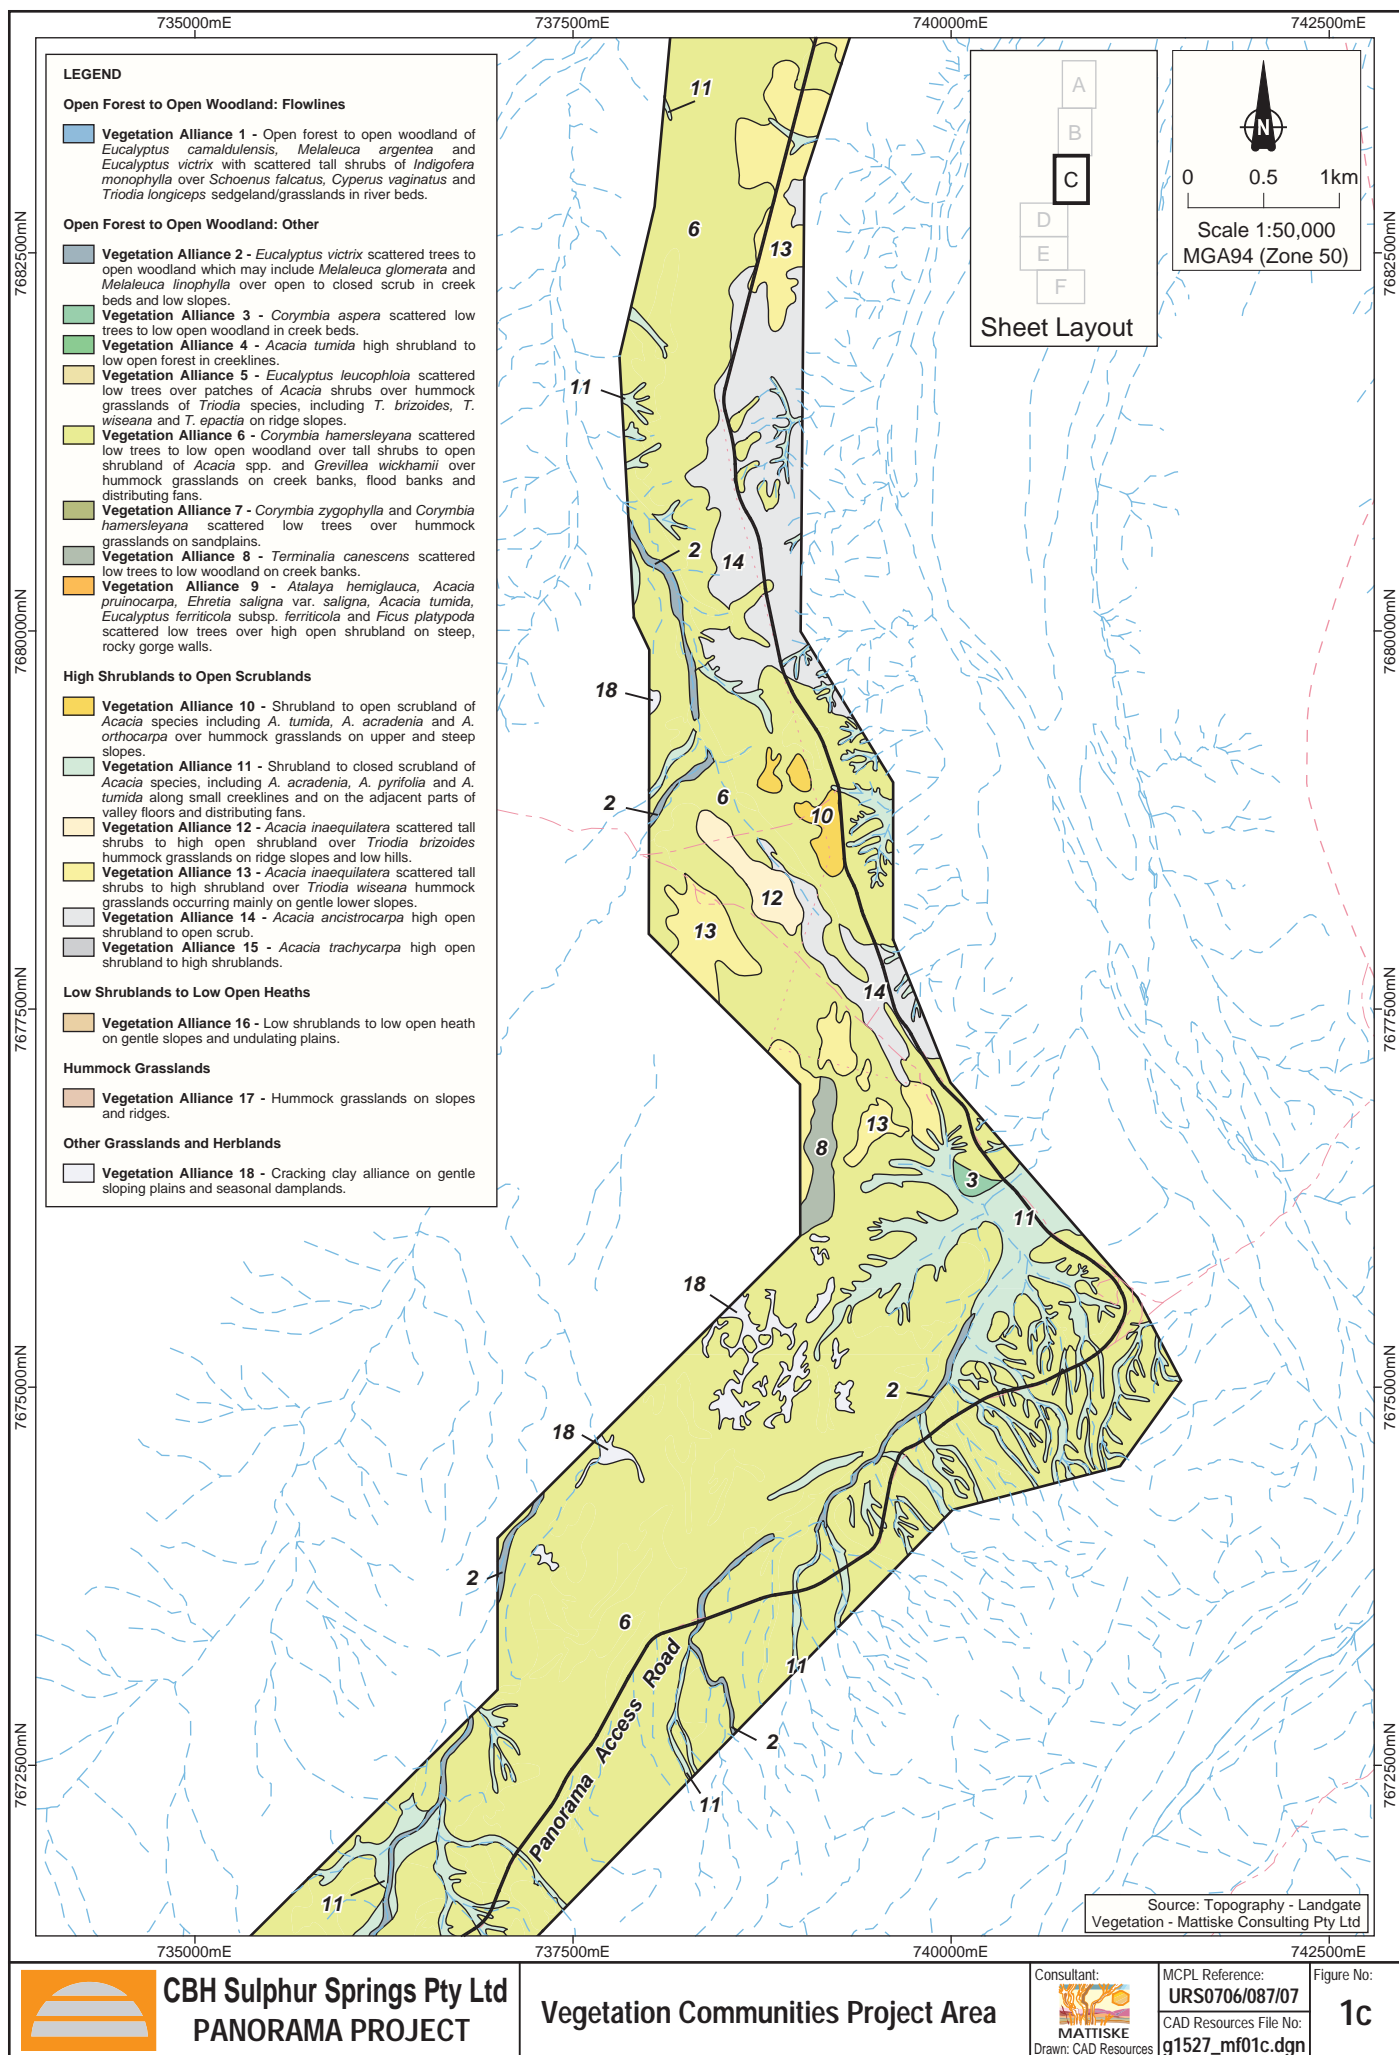 735000mE
737500mE
740000mE
742500mE
LEGEND
Open Forest to Open Woodland: Flowlines
Vegetation Alliance 1 - Open forest to open woodland of
Eucalyptus camaldulensis, Melaleuca argentea and
Eucalyptus victrix with scattered tall shrubs of Indigofera
monophylla over Schoenus falcatus, Cyperus vaginatus and
Triodia longiceps sedgeland/grasslands in river beds.
Open Forest to Open Woodland: Other
Vegetation Alliance 2 - Eucalyptus victrix scattered trees to
open woodland which may include Melaleuca glomerata and
Melaleuca linophylla over open to closed scrub in creek
beds and low slopes.
Vegetation Alliance 3 - Corymbia aspera scattered low
trees to low open woodland in creek beds.
Vegetation Alliance 4 - Acacia tumida high shrubland to
low open forest in creeklines.
Vegetation Alliance 5 - Eucalyptus leucophloia scattered
low trees over patches of Acacia shrubs over hummock
grasslands of Triodia species, including T. brizoides, T.
wiseana and T. epactia on ridge slopes.
Vegetation Alliance 6 - Corymbia hamersleyana scattered
low trees to low open woodland over tall shrubs to open
shrubland of Acacia spp. and Grevillea wickhamii over
hummock grasslands on creek banks, flood banks and
distributing fans.
Vegetation Alliance 7 - Corymbia zygophylla and Corymbia
hamersleyana scattered low trees over hummock
grasslands on sandplains.
Vegetation Alliance 8 - Terminalia canescens scattered
low trees to low woodland on creek banks.
Vegetation Alliance 9 - Atalaya hemiglauca, Acacia
pruinocarpa, Ehretia saligna var. saligna, Acacia tumida,
Eucalyptus ferriticola subsp. ferriticola and Ficus platypoda
scattered low trees over high open shrubland on steep,
rocky gorge walls.
High Shrublands to Open Scrublands
Vegetation Alliance 10 - Shrubland to open scrubland of
Acacia species including A. tumida, A. acradenia and A.
orthocarpa over hummock grasslands on upper and steep
slopes.
Vegetation Alliance 11 - Shrubland to closed scrubland of
Acacia species, including A. acradenia, A. pyrifolia and A.
tumida along small creeklines and on the adjacent parts of
valley floors and distributing fans.
Vegetation Alliance 12 - Acacia inaequilatera scattered tall
shrubs to high open shrubland over Triodia brizoides
hummock grasslands on ridge slopes and low hills.
Vegetation Alliance 13 - Acacia inaequilatera scattered tall
shrubs to high shrubland over Triodia wiseana hummock
grasslands occurring mainly on gentle lower slopes.
Vegetation Alliance 14 - Acacia ancistrocarpa high open
shrubland to open scrub.
Vegetation Alliance 15 - Acacia trachycarpa high open
shrubland to high shrublands.
Low Shrublands to Low Open Heaths
Vegetation Alliance 16 - Low shrublands to low open heath
on gentle slopes and undulating plains.
Hummock Grasslands
Vegetation Alliance 17 - Hummock grasslands on slopes
and ridges.
Other Grasslands and Herblands
Vegetation Alliance 18 - Cracking clay alliance on gentle
sloping plains and seasonal damplands.
A
B
C
D
E
F
Sheet Layout
N
0 0.5 1km
Scale 1:50,000
MGA94 (Zone 50)
7682500mN
7680000mN
7677500mN
7675000mN
7672500mN
7682500mN
7680000mN
7677500mN
7675000mN
7672500mN
11
6
13
11
2
14
18
6
2
10
12
13
14
13
8
3
11
18
2
18
2
6
11
2
11
11
Panorama Access Road
Source: Topography - Landgate
Vegetation - Mattiske Consulting Pty Ltd
735000mE
737500mE
740000mE
742500mE
CBH Sulphur Springs Pty Ltd
PANORAMA PROJECT
Vegetation Communities Project Area
Consultant:
MATTISKE
Drawn: CAD Resources
MCPL Reference:
URS0706/087/07
CAD Resources File No:
g1527_mf01c.dgn
Figure No:
1c